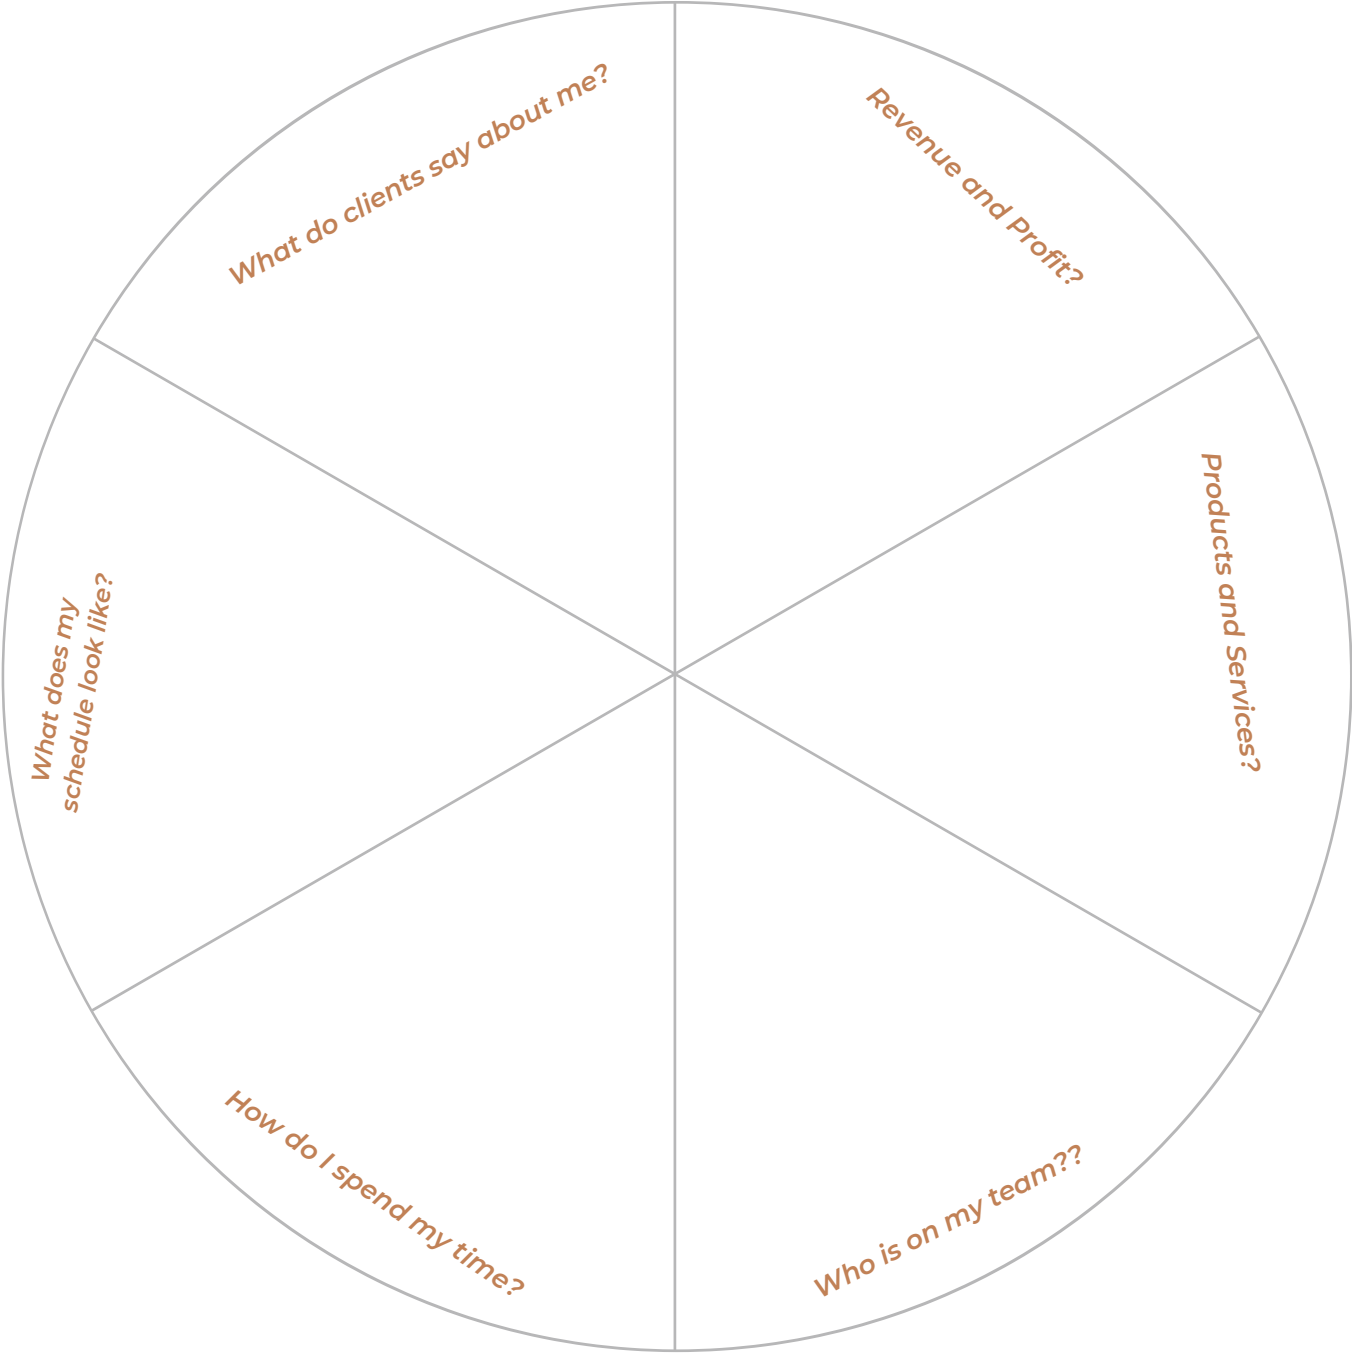 What do clients say about me?
Revenue and Profit?
Products and Services?
Who is on my team??
How do I spend my time?
What does my
schedule look like?